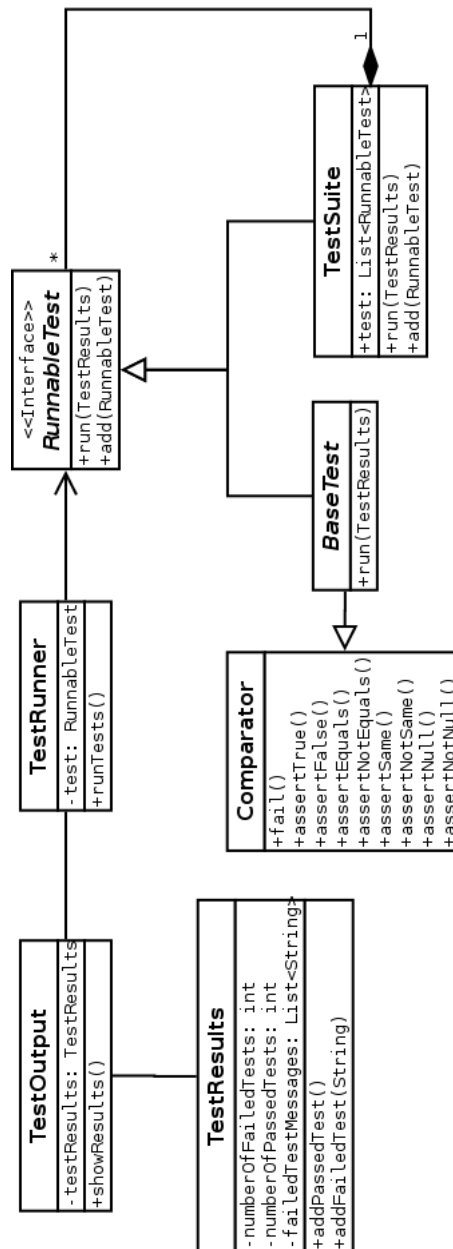 TestOutput
-testResults: TestResults
+showResults()
TestRunner
-test: RunnableTest
+runTests()
<<Interface>>
RunnableTest
+run(TestResults)
+add(RunnableTest)
*
1
TestResults
-numberOfFailedTests: int
-numberOfPassedTests: int
-failedTestMessages: List<String>
+addPassedTest()
+addFailedTest(String)
Comparator
+fail()
+assertTrue()
+assertFalse()
+assertEquals()
+assertNotEquals()
+assertSame()
+assertNotSame()
+assertNull()
+assertNotNull()
BaseTest
+run(TestResults)
TestSuite
+test: List<RunnableTest>
+run(TestResults)
+add(RunnableTest)